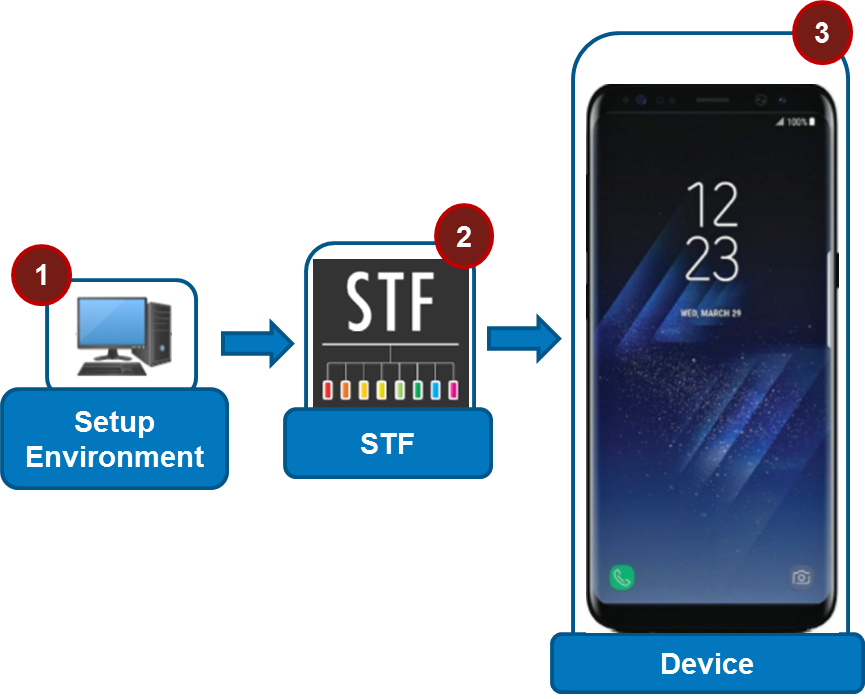 1
Setup
Environment
2
STF
STF
3
100%
12
23
WED, MARCH 29
Device